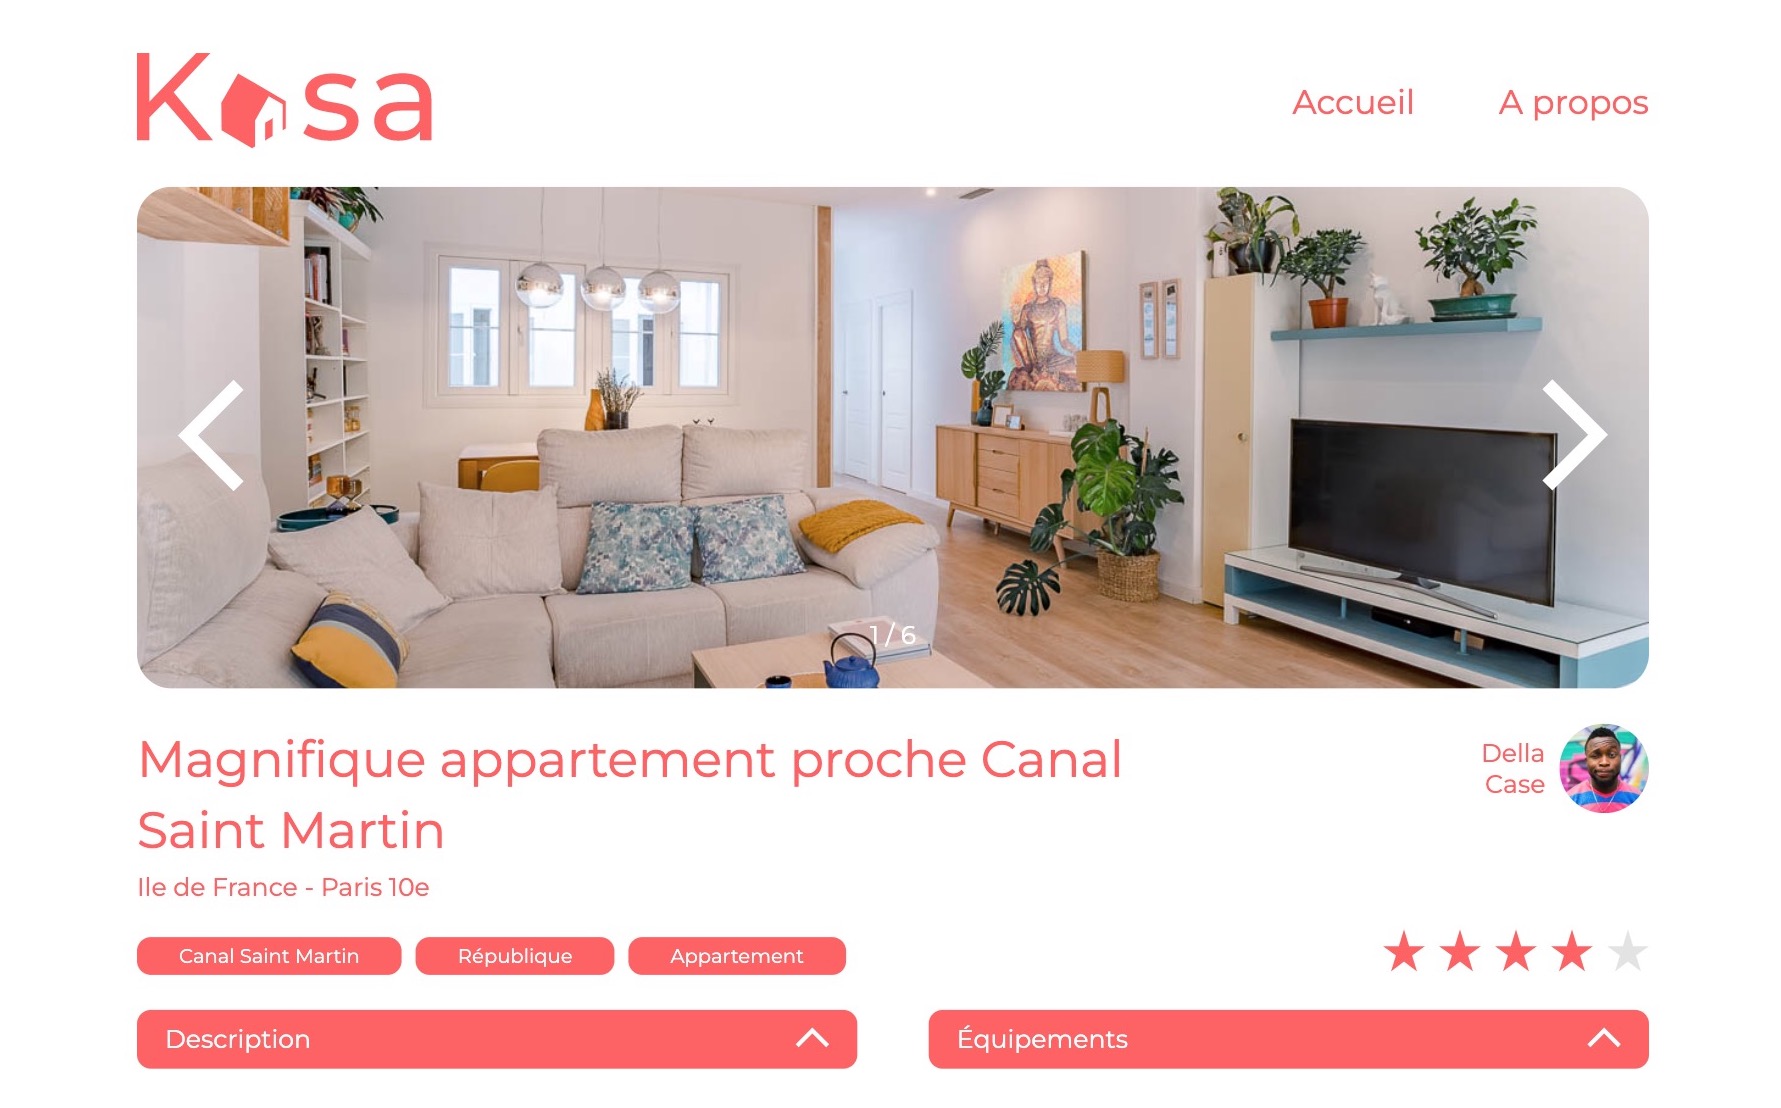 Kasa
Accueil
A propos
1 / 6
Magnifique appartement proche Canal
Saint Martin
Ile de France - Paris 10e
Della
Case
Canal Saint Martin
République
Appartement
Description
Équipements